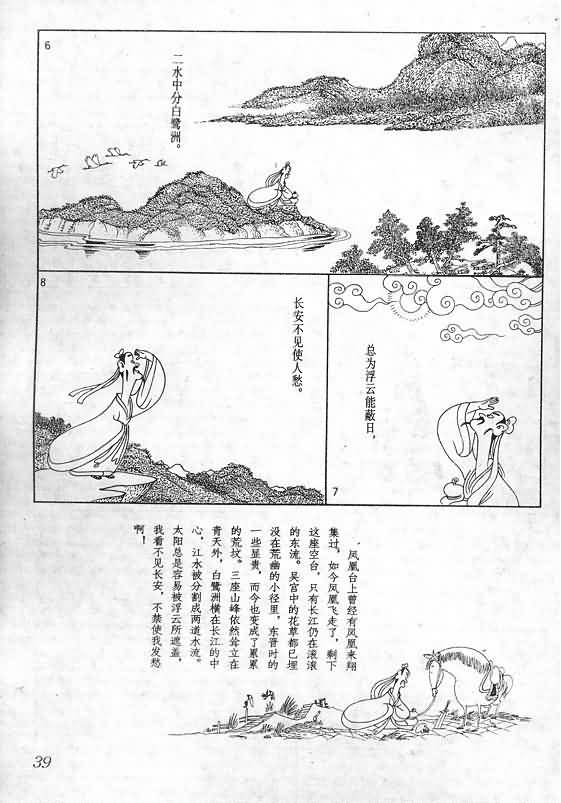 6
二水中分白鹭洲。
7
总为浮云能蔽日，
8
长安不见使人愁。
凤凰台上曾经有凤凰来翔
集过，如今凤凰飞走了，剩下
这座空台，只有长江仍在滚滚
的东流。吴宫中的花草都已埋
没在荒幽的小径里，东晋时的
一些显贵，而今也变成了累累
的荒坟。三座山峰依然耸立在
青天外，白鹭洲横在长江的中
心，江水被分割成两道水流。
太阳总是容易被浮云所遮盖，
我看不见长安，不禁使我发愁
啊！
39